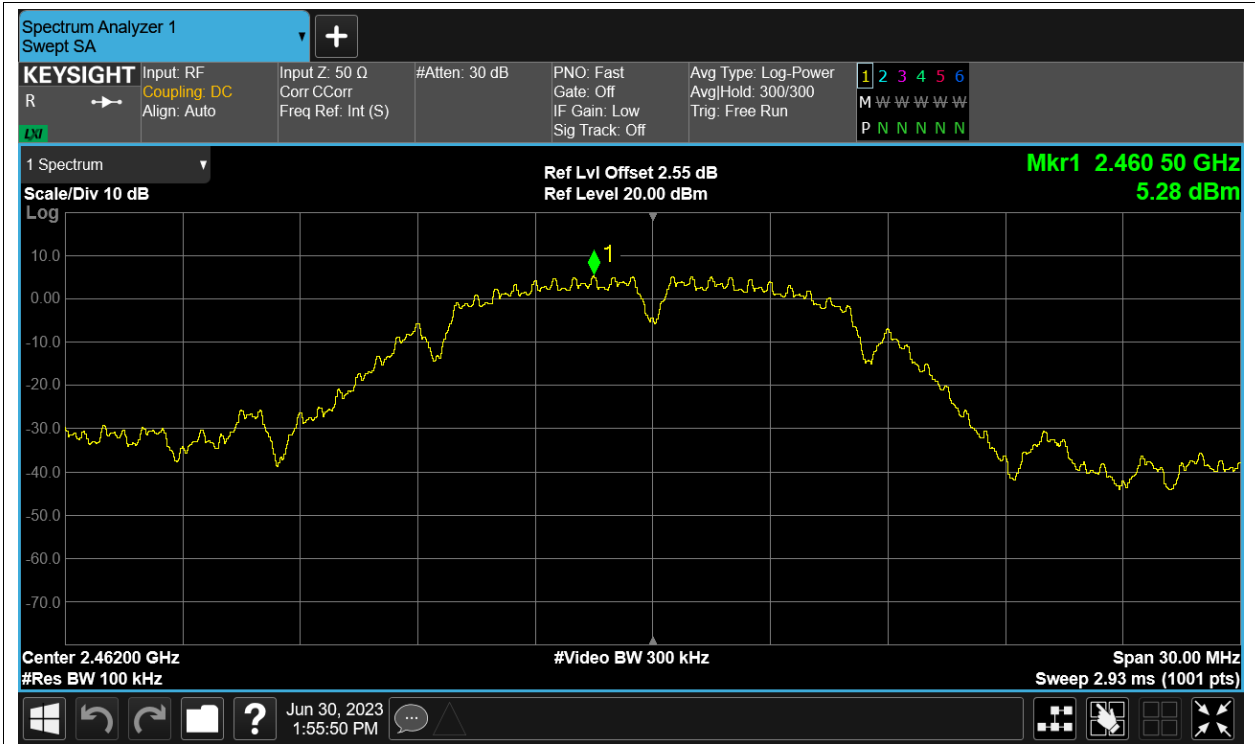 Spectrum Analyzer 1
Swept SA
+
KEYSIGHT
R
LXI
Input: RF
Coupling: DC
Align: Auto
Input Z: 50 Ω
Corr CCorr
Freq Ref: Int (S)
#Atten: 30 dB
PNO: Fast
Gate: Off
IF Gain: Low
Sig Track: Off
Avg Type: Log-Power
Avg|Hold: 300/300
Trig: Free Run
1 2 3 4 5 6
M W W W W W
P N N N N N
1 Spectrum
Scale/Div 10 dB
Log
Ref Lvl Offset 2.55 dB
Ref Level 20.00 dBm
Mkr1 2.460 50 GHz
5.28 dBm
1
10.0
0.00
-10.0
-20.0
-30.0
-40.0
-50.0
-60.0
-70.0
Center 2.46200 GHz
#Res BW 100 kHz
#Video BW 300 kHz
Span 30.00 MHz
Sweep 2.93 ms (1001 pts)
?
Jun 30, 2023
1:55:50 PM